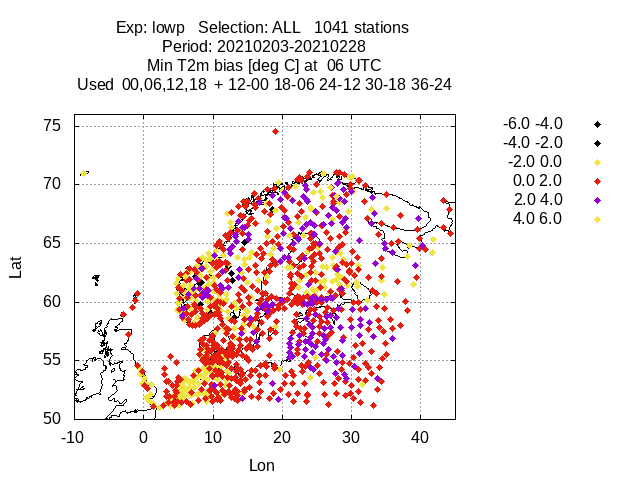 Exp: lowp   Selection: ALL   1041 stations
Period: 20210203-20210228
Min T2m bias [deg C] at  06 UTC
Used  00,06,12,18  + 12-00 18-06 24-12 30-18 36-24
-6.0 -4.0
-4.0 -2.0
-2.0 0.0
0.0 2.0
2.0 4.0
4.0 6.0
75
70
65
60
55
50
Lat
-10 0 10 20 30 40
Lon